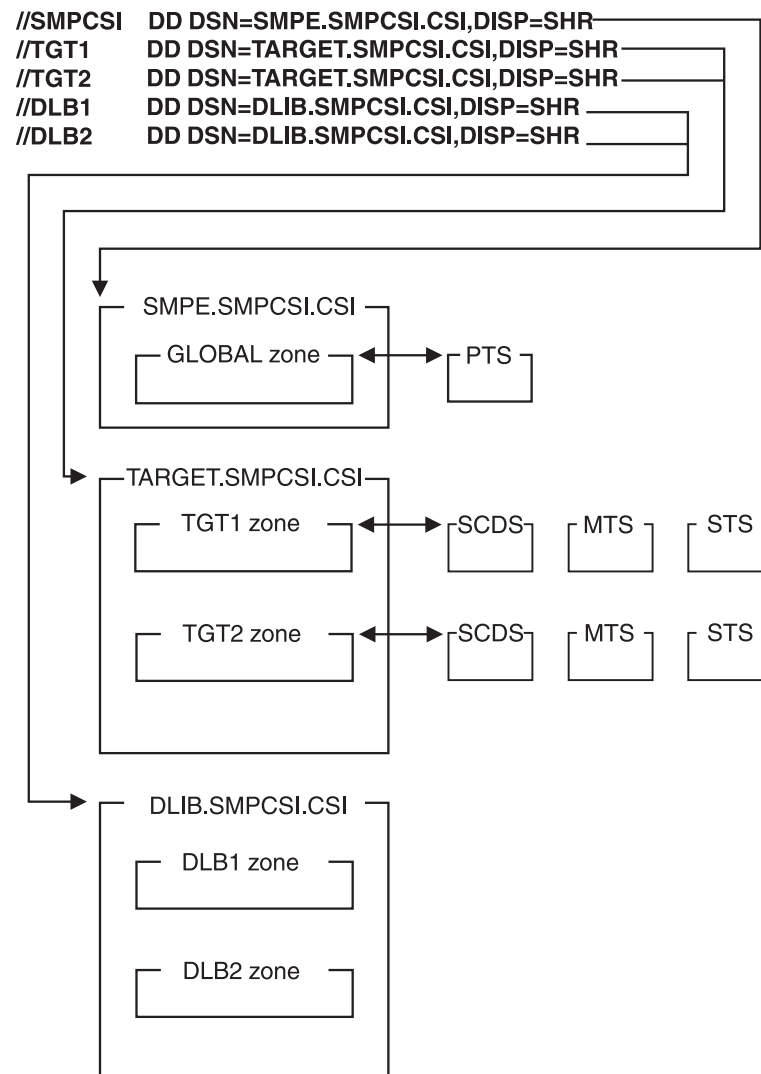 //SMPCSI DD DSN=SMPE.SMPCSI.CSI,DISP=SHR
//TGT1 DD DSN=TARGET.SMPCSI.CSI,DISP=SHR
//TGT2 DD DSN=TARGET.SMPCSI.CSI,DISP=SHR
//DLB1 DD DSN=DLIB.SMPCSI.CSI,DISP=SHR
//DLB2 DD DSN=DLIB.SMPCSI.CSI,DISP=SHR
SMPE.SMPCSI.CSI
GLOBAL zone PTS
TARGET.SMPCSI.CSI
TGT1 zone SCDS MTS STS
TGT2 zone SCDS MTS STS
DLIB.SMPCSI.CSI
DLB1 zone
DLB2 zone